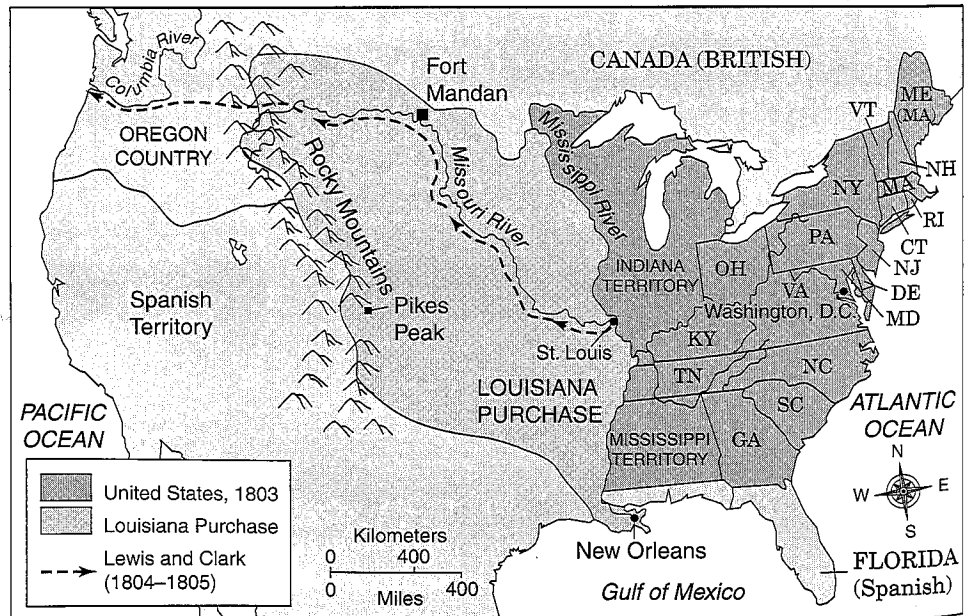 CANADA (BRITISH)
Columbia River
Fort
Mandan
OREGON
COUNTRY
Rocky Mountains
Missouri River
Mississippi River
VT
ME
(MA)
NH
NY
MA
RI
CT
PA
NJ
DE
MD
OH
INDIANA
TERRITORY
VA
Washington, D.C.
Spanish
Territory
Pikes
Peak
St. Louis
KY
TN
NC
SC
LOUISIANA
PURCHASE
MISSISSIPPI
TERRITORY
GA
PACIFIC
OCEAN
ATLANTIC
OCEAN
N
W E
S
United States, 1803
Louisiana Purchase
Lewis and Clark
(1804–1805)
Kilometers
0 400
0 400
Miles
New Orleans
Gulf of Mexico
FLORIDA
(Spanish)